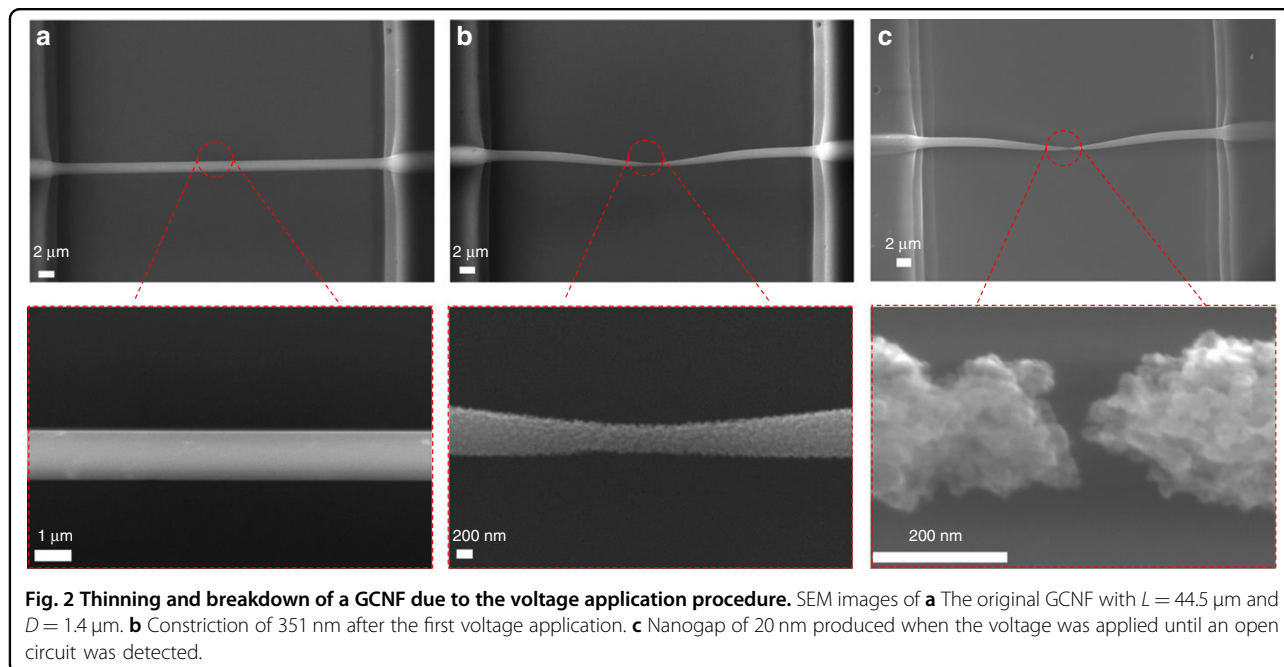 a
b
c
2 μm
2 μm
2 μm
1 μm
200 nm
200 nm
Fig. 2 Thinning and breakdown of a GCNF due to the voltage application procedure. SEM images of a The original GCNF with L = 44.5 μm and
D = 1.4 μm. b Constriction of 351 nm after the first voltage application. c Nanogap of 20 nm produced when the voltage was applied until an open
circuit was detected.